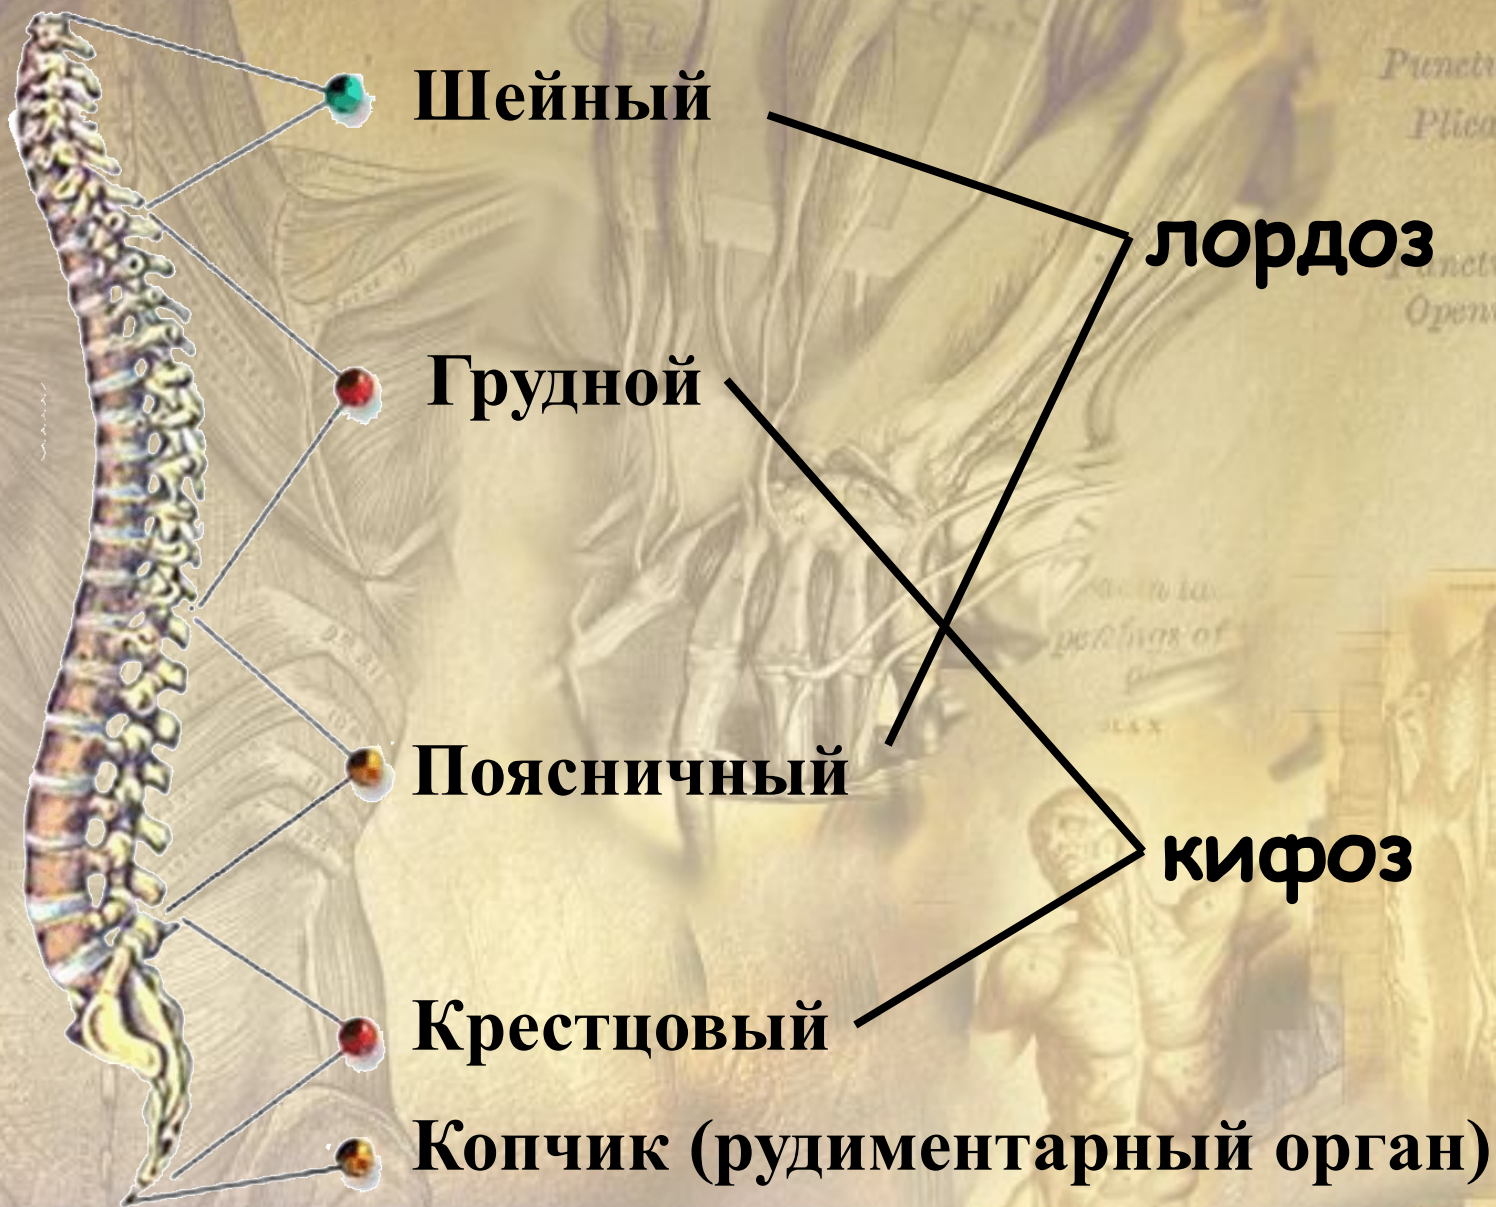 Шейный
лордоз
Грудной
Поясничный
кифоз
Крестцовый
Копчик (рудиментарный орган)